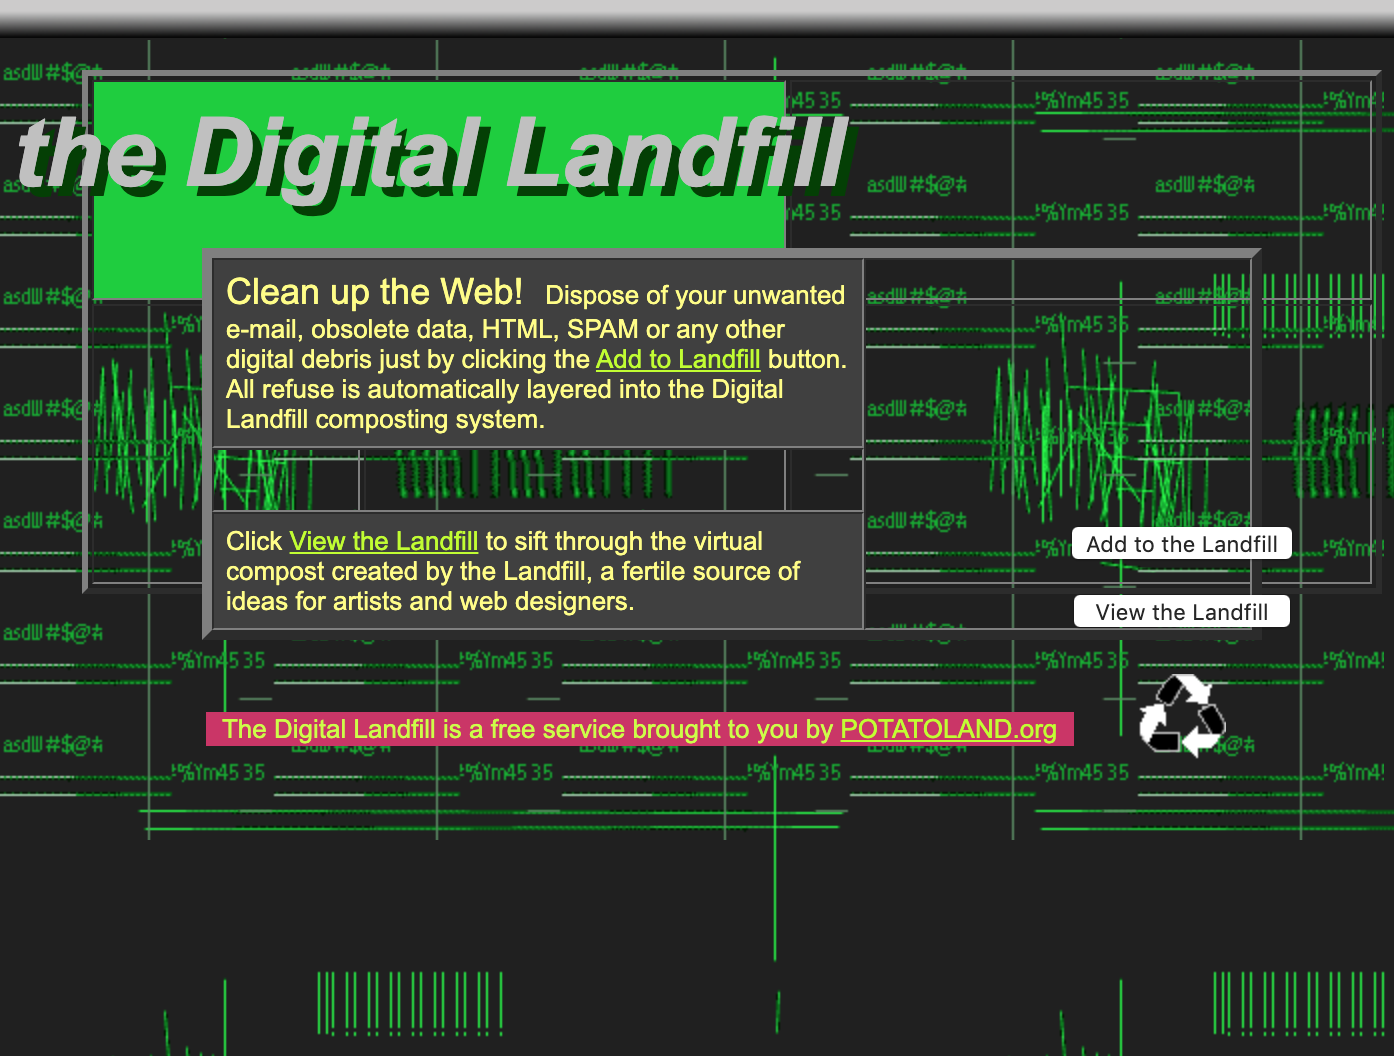 the Digital Landfill
Clean up the Web! Dispose of your unwanted
e-mail, obsolete data, HTML, SPAM or any other
digital debris just by clicking the Add to Landfill button.
All refuse is automatically layered into the Digital
Landfill composting system.
Click View the Landfill to sift through the virtual
compost created by the Landfill, a fertile source of
ideas for artists and web designers.
Add to the Landfill
View the Landfill
The Digital Landfill is a free service brought to you by POTATOLAND.org